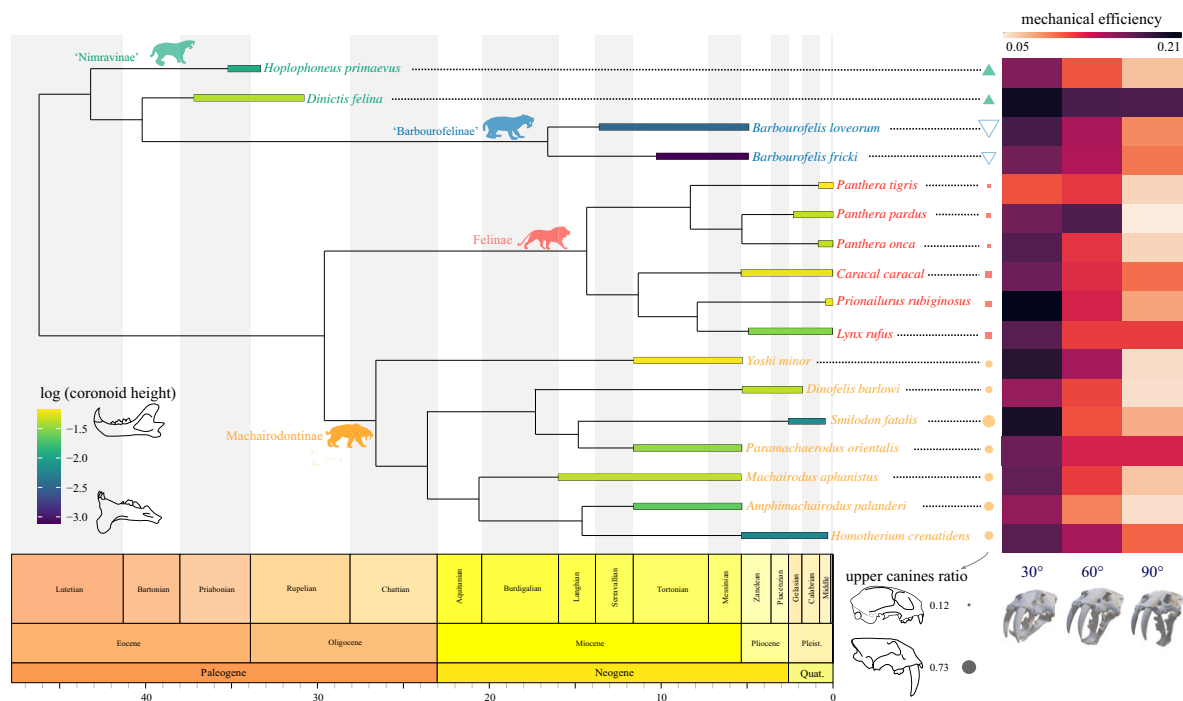 mechanical efficiency
0.05 0.21
'Nimravinae'
Hoplophoneus primaevus
Dinictis felina
'Barbourofelinae'
Barbourofelis loveorum
Barbourofelis fricki
Panthera tigris
Panthera pardus
Felinae
Panthera onca
Caracal caracal
Prionailurus rubiginosus
Lynx rufus
Yoshi minor
Dinofelis barlowi
log (coronoid height)
−1.5
−2.0
−2.5
−3.0
Smilodon fatalis
Machairodontinae
Paramachaerodus orientalis
Machairodus aphanistus
Amphimachairodus palanderi
Homotherium crenatidens
30° 60° 90°
upper canines ratio
0.12
0.73
Lutetian Bartonian Priabonian Rupelian Chattian Aquitanian Burdigalian Langhian Serravallian Tortonian Messinian Zanclean Piacenzian Gelasian Calabrian Middle
Eocene Oligocene Miocene Pliocene Pleist.
Paleogene Neogene Quat.
40 30 20 10 0